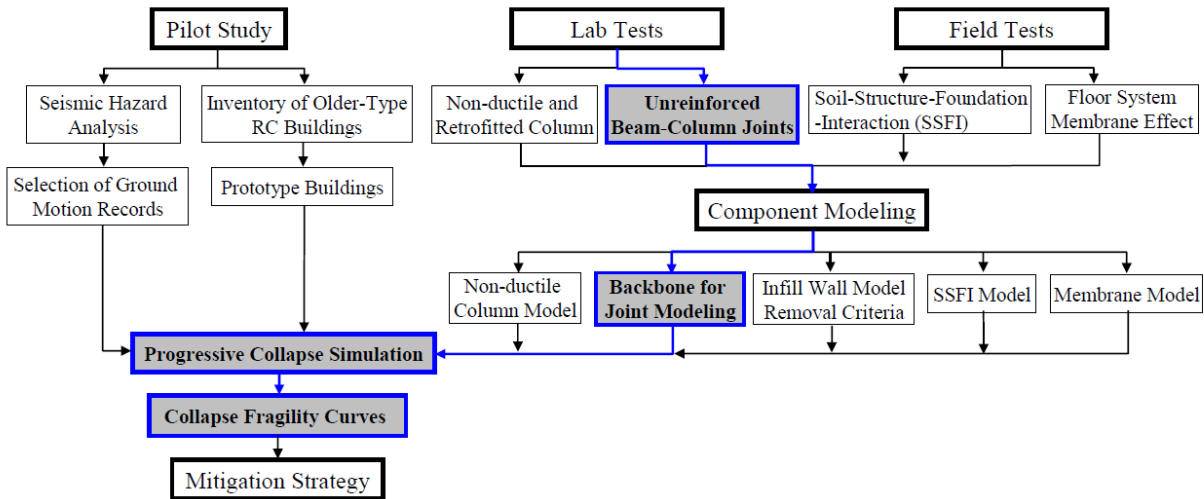 Pilot Study
Lab Tests
Field Tests
Seismic Hazard
Analysis
Inventory of Older-Type
RC Buildings
Non-ductile and
Retrofitted Column
Unreinforced
Beam-Column Joints
Soil-Structure-Foundation
-Interaction (SSFI)
Floor System
Membrane Effect
Selection of Ground
Motion Records
Prototype Buildings
Component Modeling
Non-ductile
Column Model
Backbone for
Joint Modeling
Infill Wall Model
Removal Criteria
SSFI Model
Membrane Model
Progressive Collapse Simulation
Collapse Fragility Curves
Mitigation Strategy